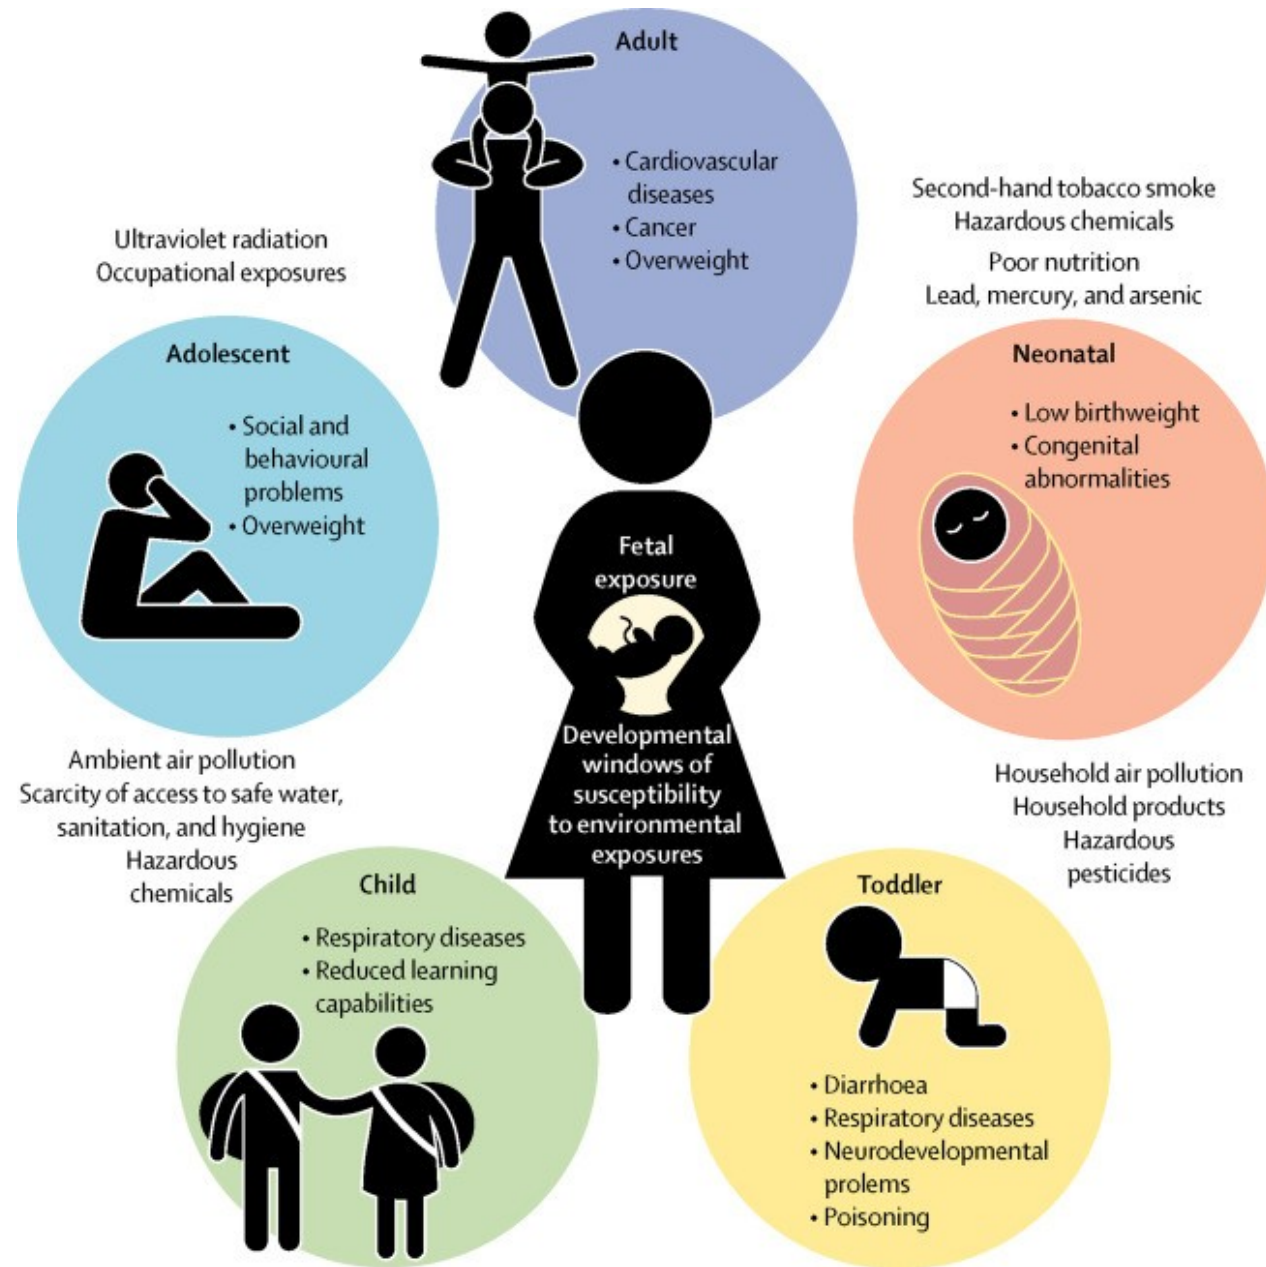 Adult
• Cardiovascular
diseases
• Cancer
• Overweight
Second-hand tobacco smoke
Hazardous chemicals
Poor nutrition
Lead, mercury, and arsenic
Neonatal
• Low birthweight
• Congenital
abnormalities
Household air pollution
Household products
Hazardous
pesticides
Toddler
• Diarrhoea
• Respiratory diseases
• Neurodevelopmental
prolems
• Poisoning
Child
• Respiratory diseases
• Reduced learning
capabilities
Ambient air pollution
Scarcity of access to safe water,
sanitation, and hygiene
Hazardous
chemicals
Adolescent
• Social and
behavioural
problems
• Overweight
Ultraviolet radiation
Occupational exposures
Fetal
exposure
Developmental
windows of
susceptibility
to environmental
exposures